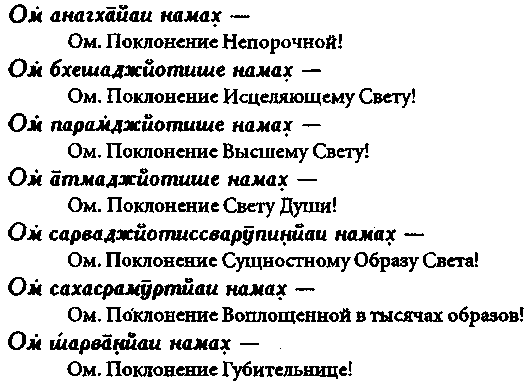 Ом̇ анагха̄йаи намах̣ —
Ом. Поклонение Непорочной!
Ом̇ бхешаджйотише намах̣ —
Ом. Поклонение Исцеляющему Свету!
Ом̇ парам̇джйотише намах̣ —
Ом. Поклонение Высшему Свету!
Ом̇ а̄тмаджйотише намах̣ —
Ом. Поклонение Свету Души!
Ом̇ сарваджйотиссварӯпин̣йаи намах̣ —
Ом. Поклонение Сущностному Образу Света!
Ом̇ сахасрамӯртйаи намах̣ —
Ом. Поклонение Воплощенной в тысячах образов!
Ом̇ ш́арва̄н̣йаи намах̣ —
Ом. Поклонение Губительнице!